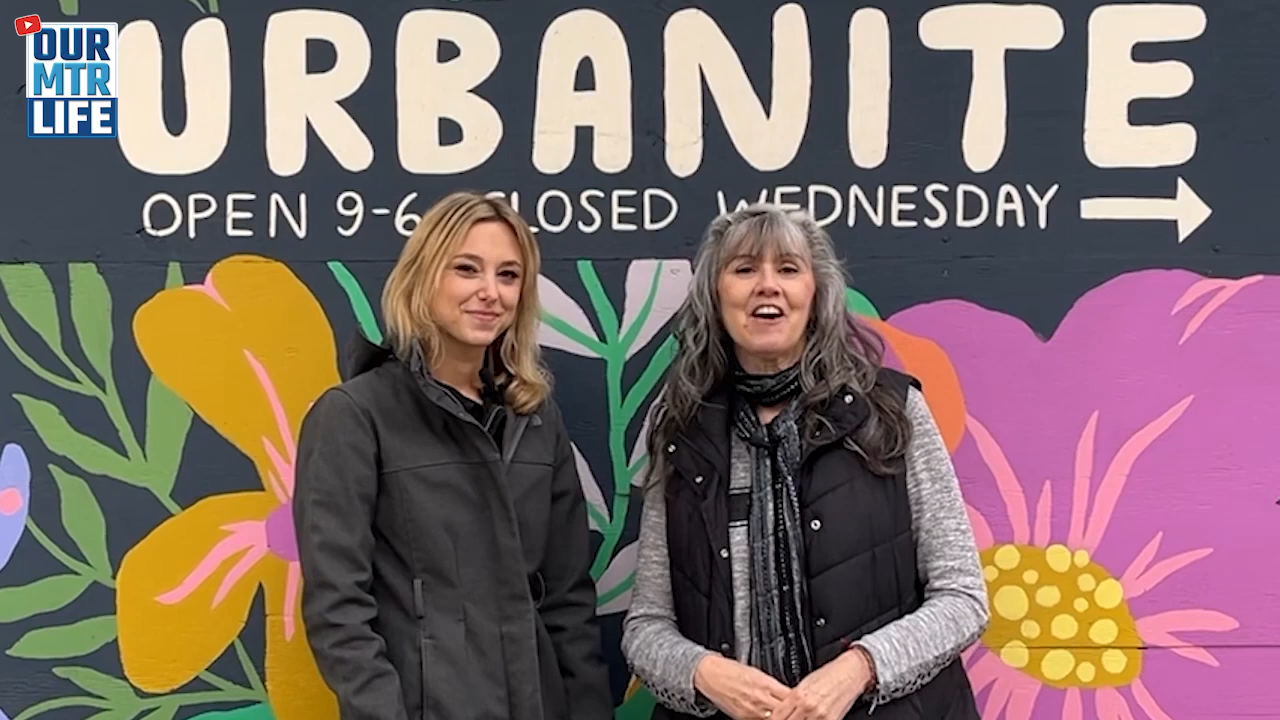 OUR
MTR
LIFE
URBANITE
OPEN 9-6 CLOSED WEDNESDAY →